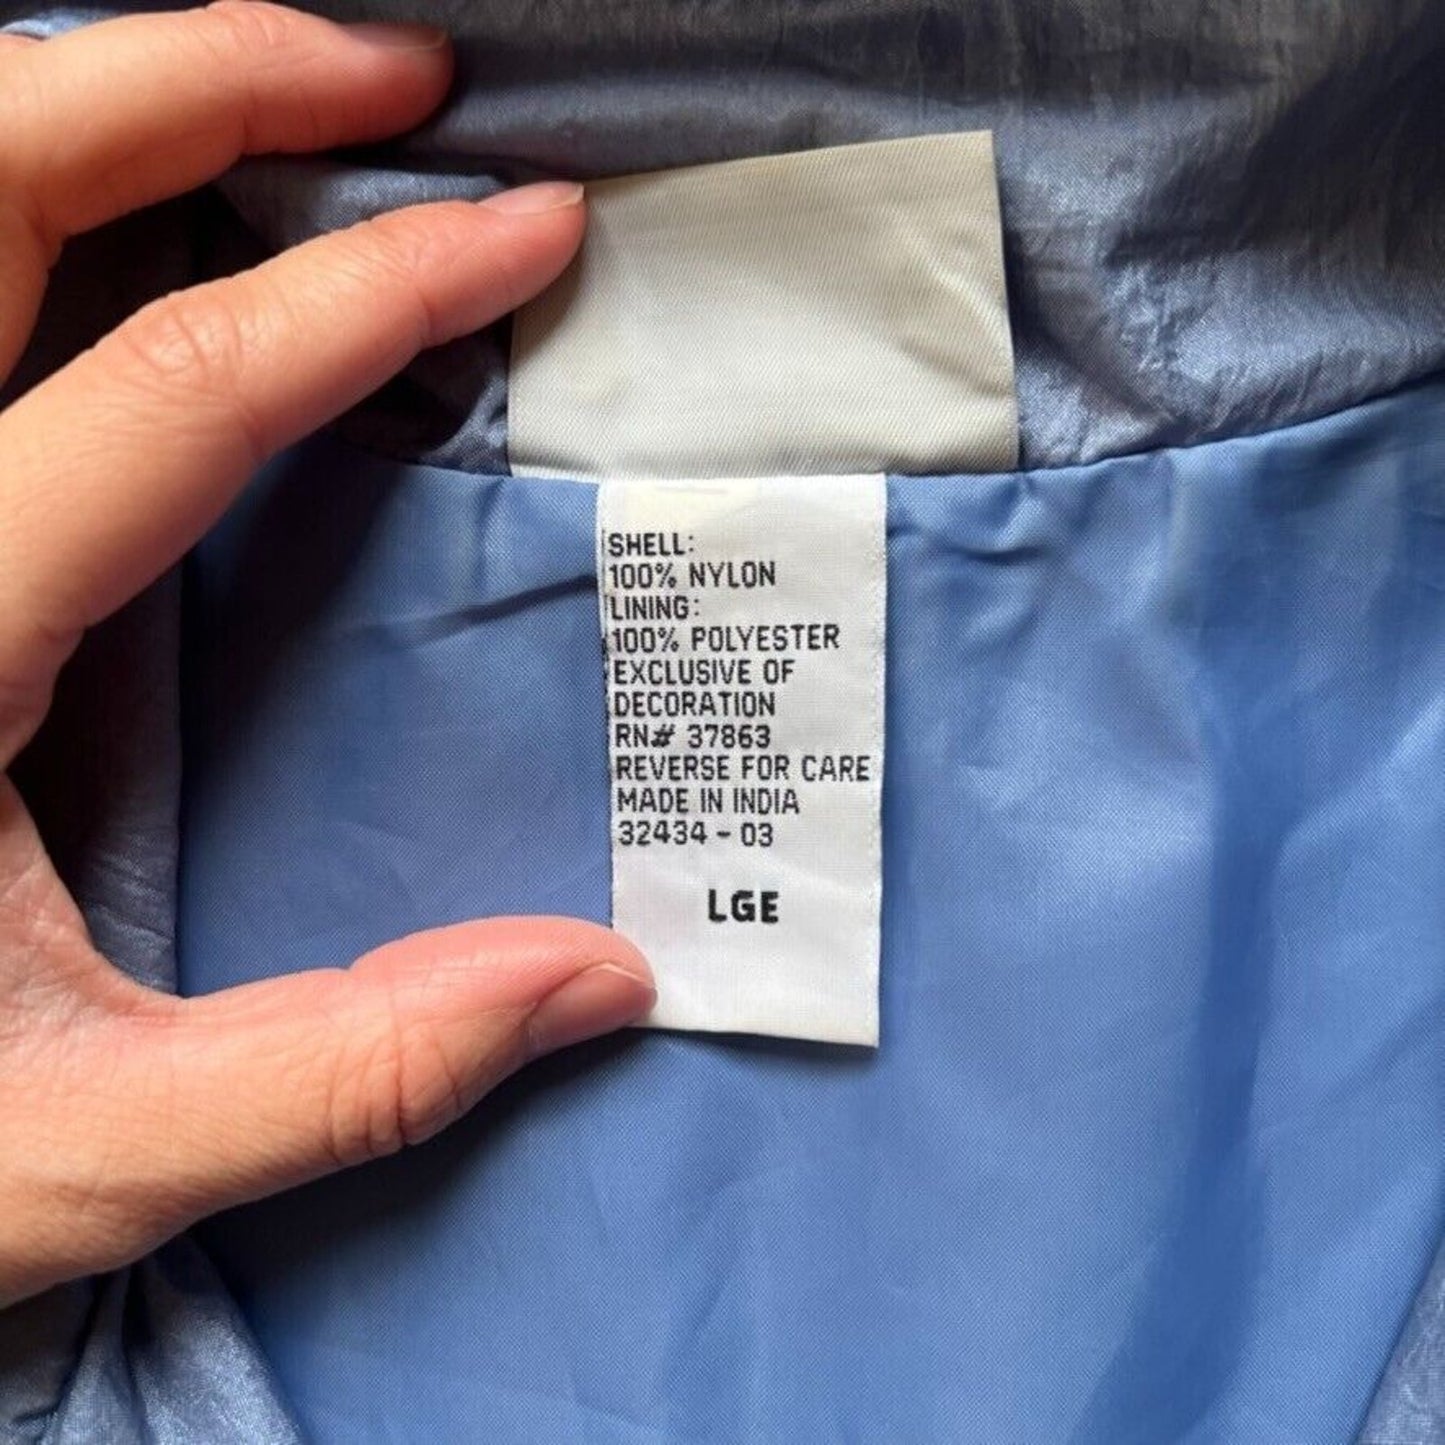 SHELL:
100% NYLON
LINING:
100% POLYESTER
EXCLUSIVE OF
DECORATION
RN# 37863
REVERSE FOR CARE
MADE IN INDIA
32434 - 03
LGE